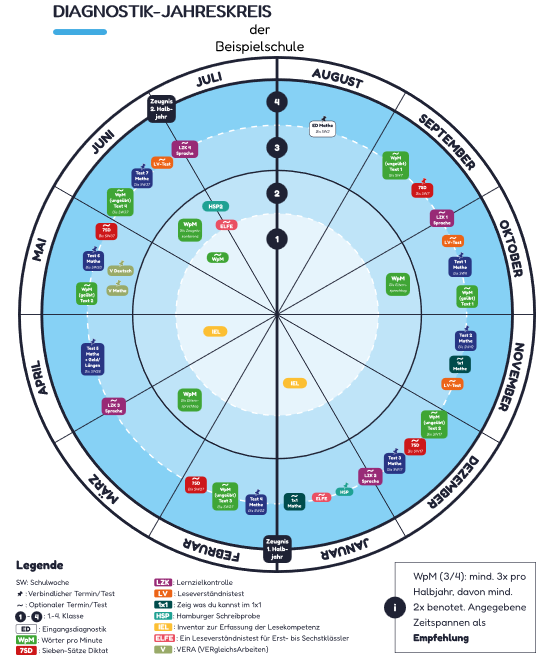 DIAGNOSTIK-JAHRESKREIS
der
Beispielschule
JULI
AUGUST
SEPTEMBER
OKTOBER
NOVEMBER
DEZEMBER
JANUAR
FEBRUAR
MÄRZ
APRIL
MAI
JUNI
Zeugnis
2. Halb-
jahr
4
3
2
1
ED Mathe
WpM
(ungeübt)
Test 1
7SD
LZK 1
Sprache
LV-Test
Test 1
Mathe
WpM
(geübt)
Test 1
Test 2
Mathe
1x1
Mathe
LV-Test
WpM
(ungeübt)
Test 2
7SD
Test 3
Mathe
LZK 2
Sprache
HSP
ELFE
1x1
Mathe
Zeugnis
1. Halb-
jahr
Test 4
Mathe
WpM
(ungeübt)
Test 3
7SD
LZK 3
Sprache
Test 5
Mathe
+ Geld/
Längen
WpM
(geübt)
Test 2
V Mathe
V Deutsch
Test 6
Mathe
7SD
WpM
(ungeübt)
Test 4
Test 7
Mathe
LV-Test
LZK 4
Sprache
HSP2
ELFE
WpM
WpM
WpM
IEL
IEL
WpM
Legende
SW: Schulwoche
: Verbindlicher Termin/Test
~ : Optionaler Termin/Test
1 - 4 : 1.-4. Klasse
ED : Eingangsdiagnostik
WpM : Wörter pro Minute
7SD : Sieben-Sätze Diktat
LZK : Lernzielkontrolle
LV : Leseverständnistest
1x1 : Zeig was du kannst im 1x1
HSP : Hamburger Schreibprobe
IEL : Inventar zur Erfassung der Lesekompetenz
ELFE : Ein Leseverständnistest für Erst- bis Sechstklässler
V : VERA (VERgleichsArbeiten)
i
WpM (3/4): mind. 3x pro
Halbjahr, davon mind.
2x benotet. Angegebene
Zeitspannen als
Empfehlung